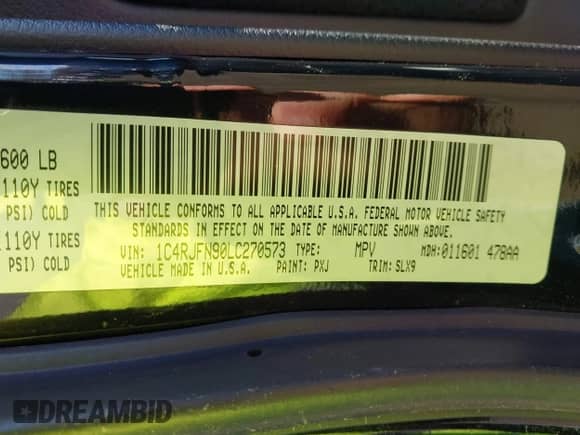 600 LB
110Y TIRES
PSI) COLD
110Y TIRES
PSI) COLD
THIS VEHICLE CONFORMS TO ALL APPLICABLE U.S.A. FEDERAL MOTOR VEHICLE SAFETY
STANDARDS IN EFFECT ON THE DATE OF MANUFACTURE SHOWN ABOVE.
VIN: 1C4RJFN90LC270573 TYPE: MPV MDH:011601 478AA
VEHICLE MADE IN U.S.A. PAINT: PXJ TRIM: SLX9
DREAMBID